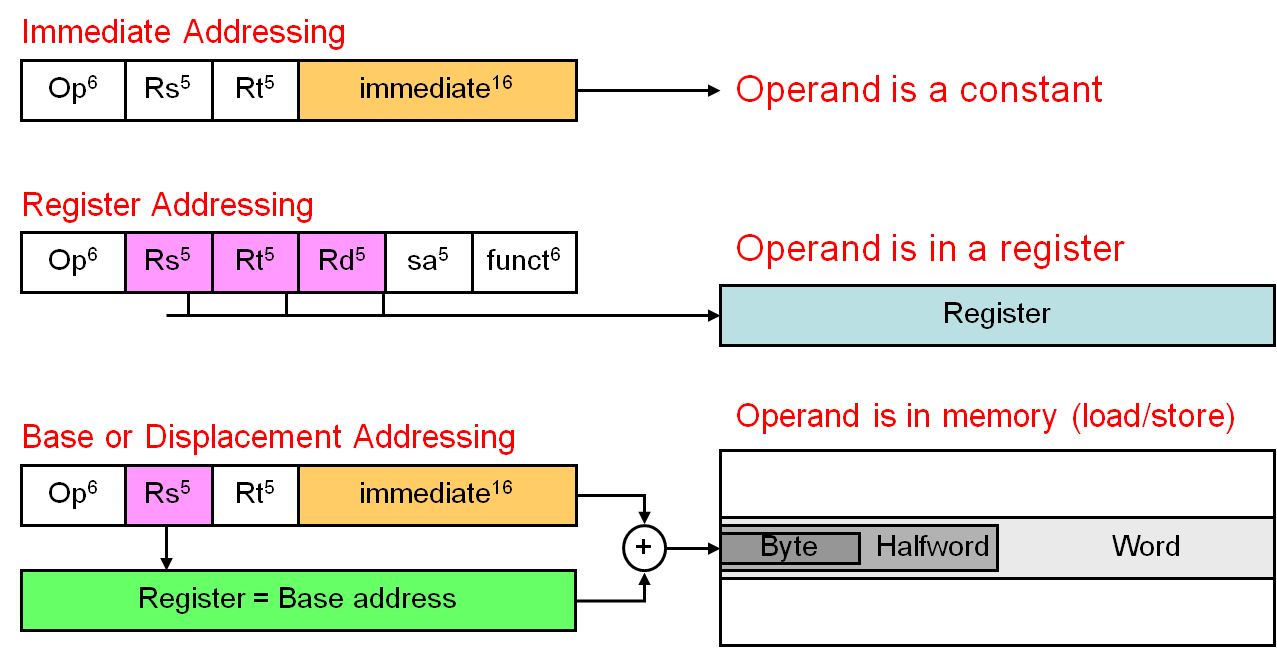 Immediate Addressing
Op⁶ Rs⁵ Rt⁵ immediate¹⁶
Operand is a constant
Register Addressing
Op⁶ Rs⁵ Rt⁵ Rd⁵ sa⁵ funct⁶
Operand is in a register
Register
Base or Displacement Addressing
Operand is in memory (load/store)
Op⁶ Rs⁵ Rt⁵ immediate¹⁶
+
Byte Halfword Word
Register = Base address